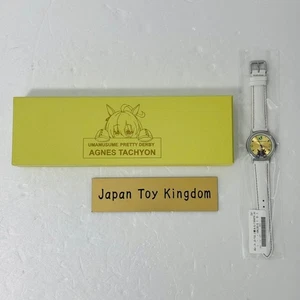 UMAMUSUME PRETTY DERBY
AGNES TACHYON
Japan Toy Kingdom